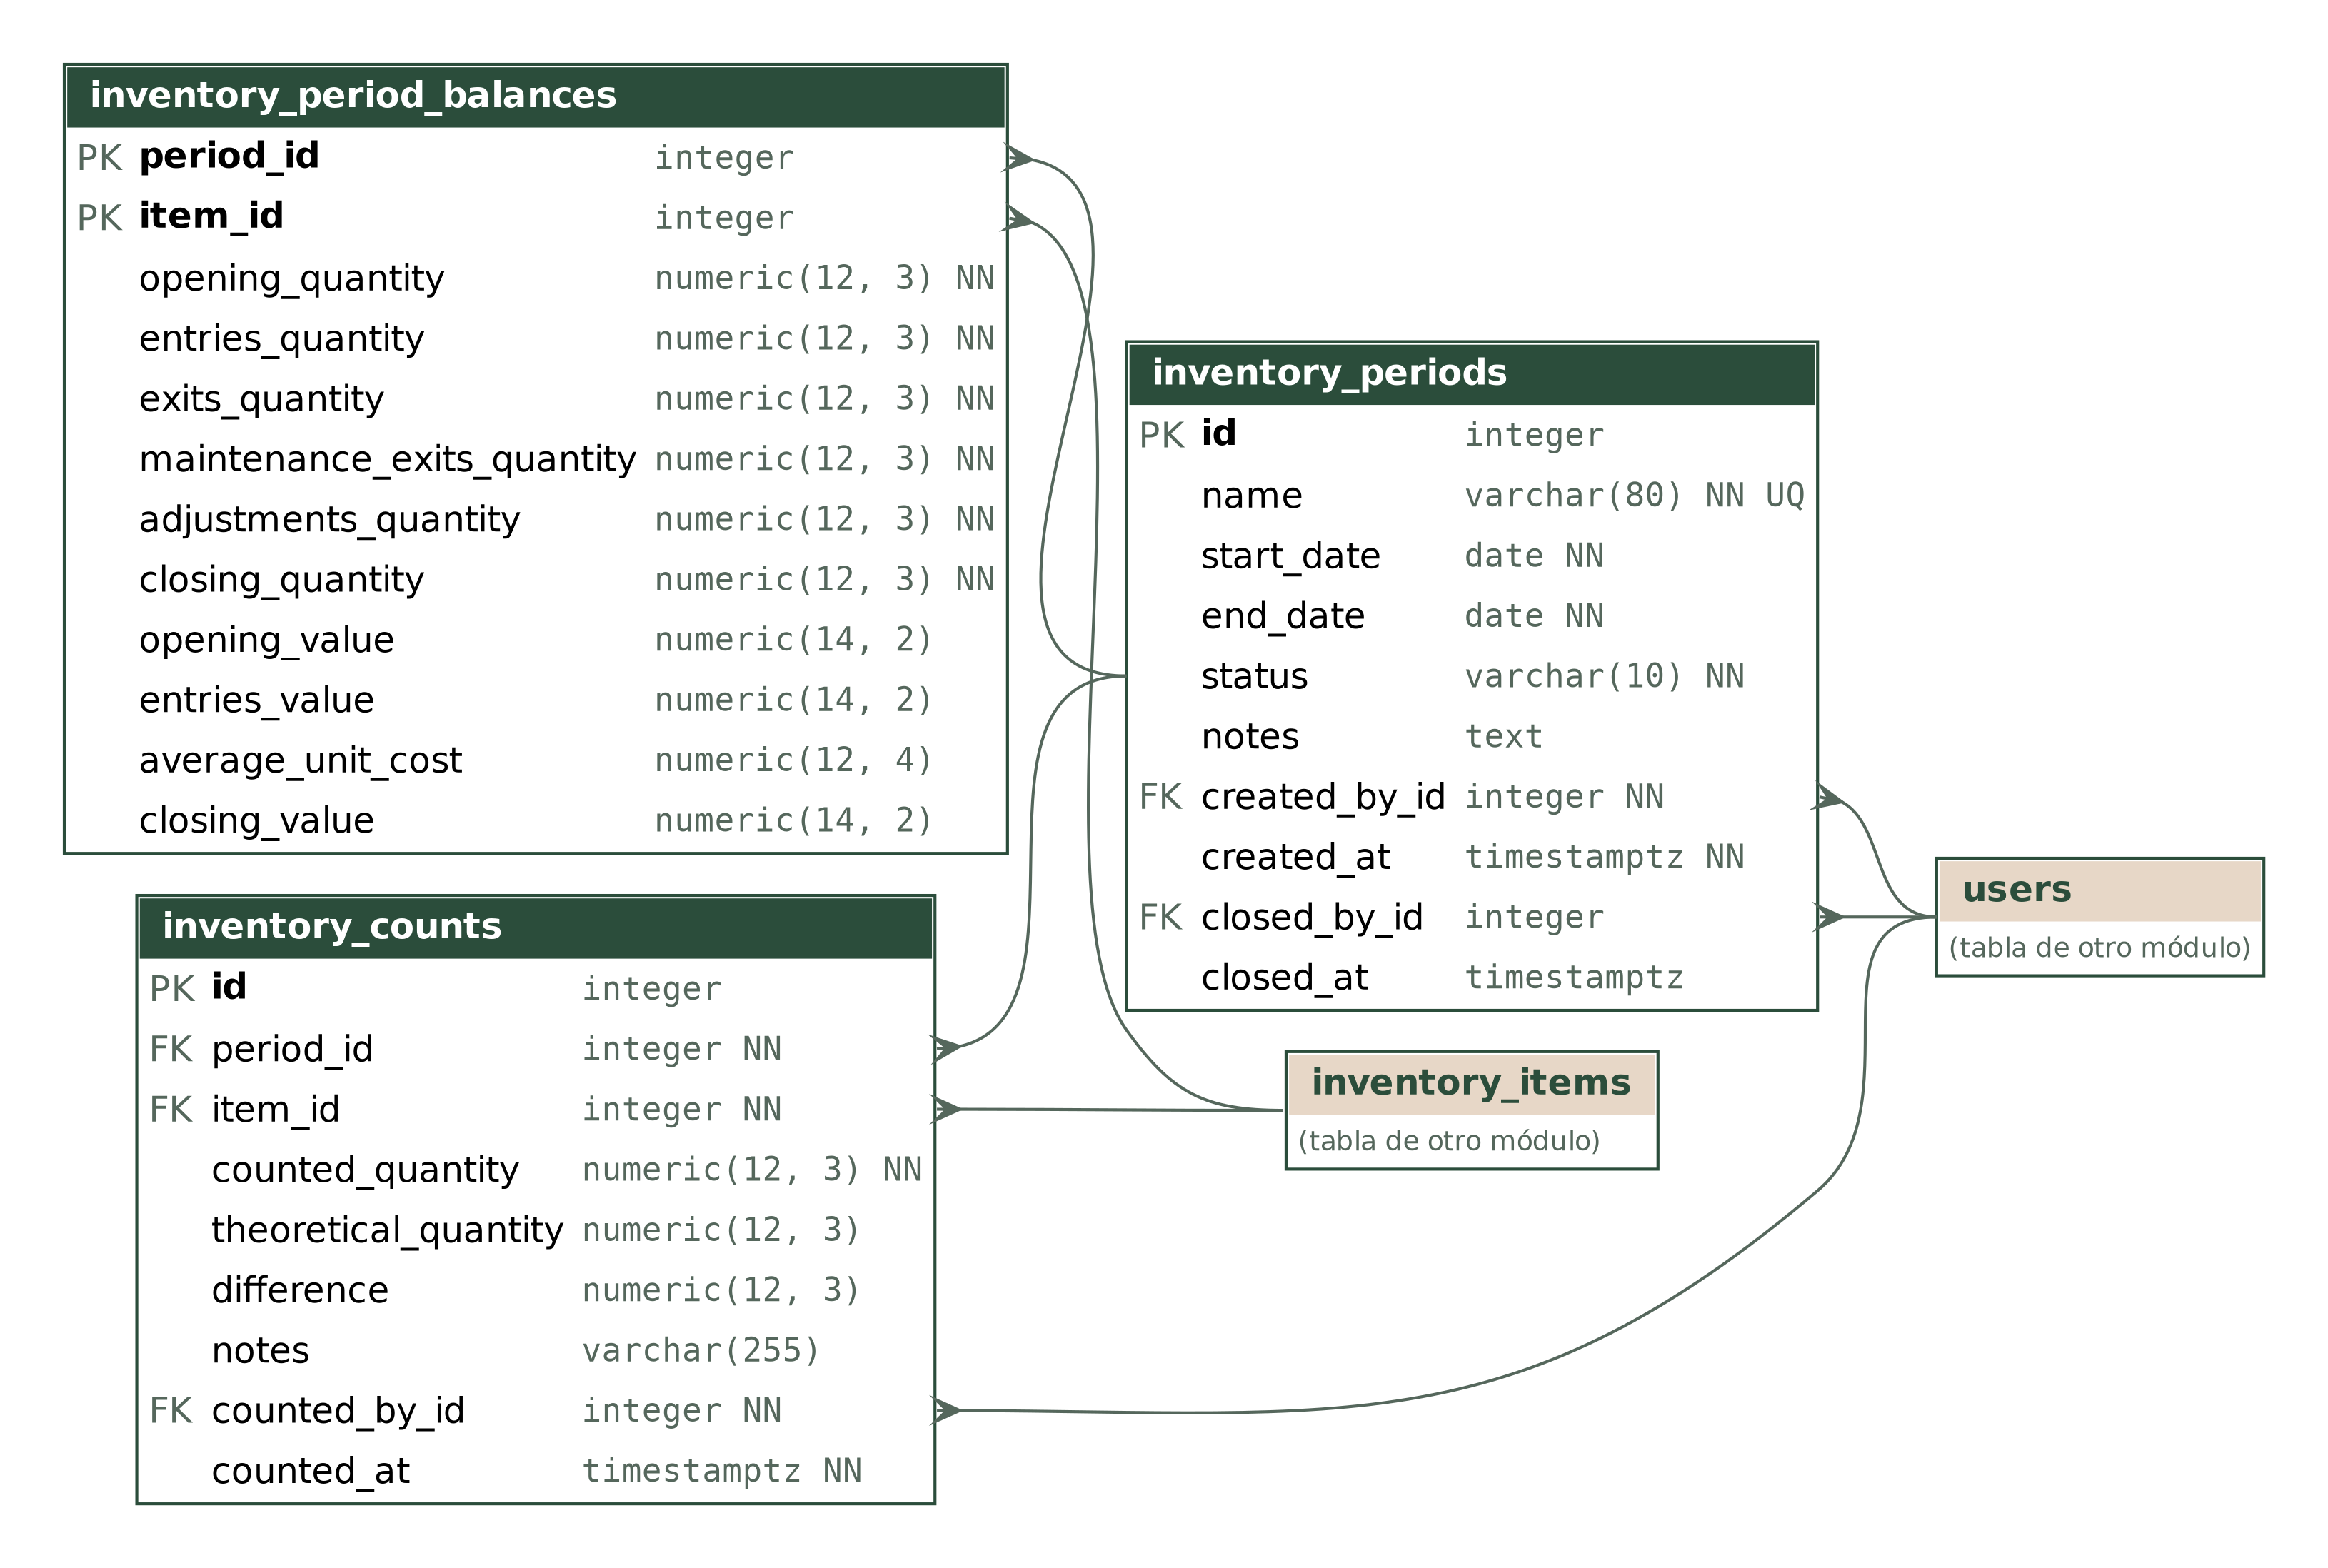 inventory_period_balances
PK period_id integer
PK item_id integer
opening_quantity numeric(12, 3) NN
entries_quantity numeric(12, 3) NN
exits_quantity numeric(12, 3) NN
maintenance_exits_quantity numeric(12, 3) NN
adjustments_quantity numeric(12, 3) NN
closing_quantity numeric(12, 3) NN
opening_value numeric(14, 2)
entries_value numeric(14, 2)
average_unit_cost numeric(12, 4)
closing_value numeric(14, 2)
inventory_periods
PK id integer
name varchar(80) NN UQ
start_date date NN
end_date date NN
status varchar(10) NN
notes text
FK created_by_id integer NN
created_at timestamptz NN
FK closed_by_id integer
closed_at timestamptz
users
(tabla de otro módulo)
inventory_counts
PK id integer
FK period_id integer NN
FK item_id integer NN
counted_quantity numeric(12, 3) NN
theoretical_quantity numeric(12, 3)
difference numeric(12, 3)
notes varchar(255)
FK counted_by_id integer NN
counted_at timestamptz NN
inventory_items
(tabla de otro módulo)